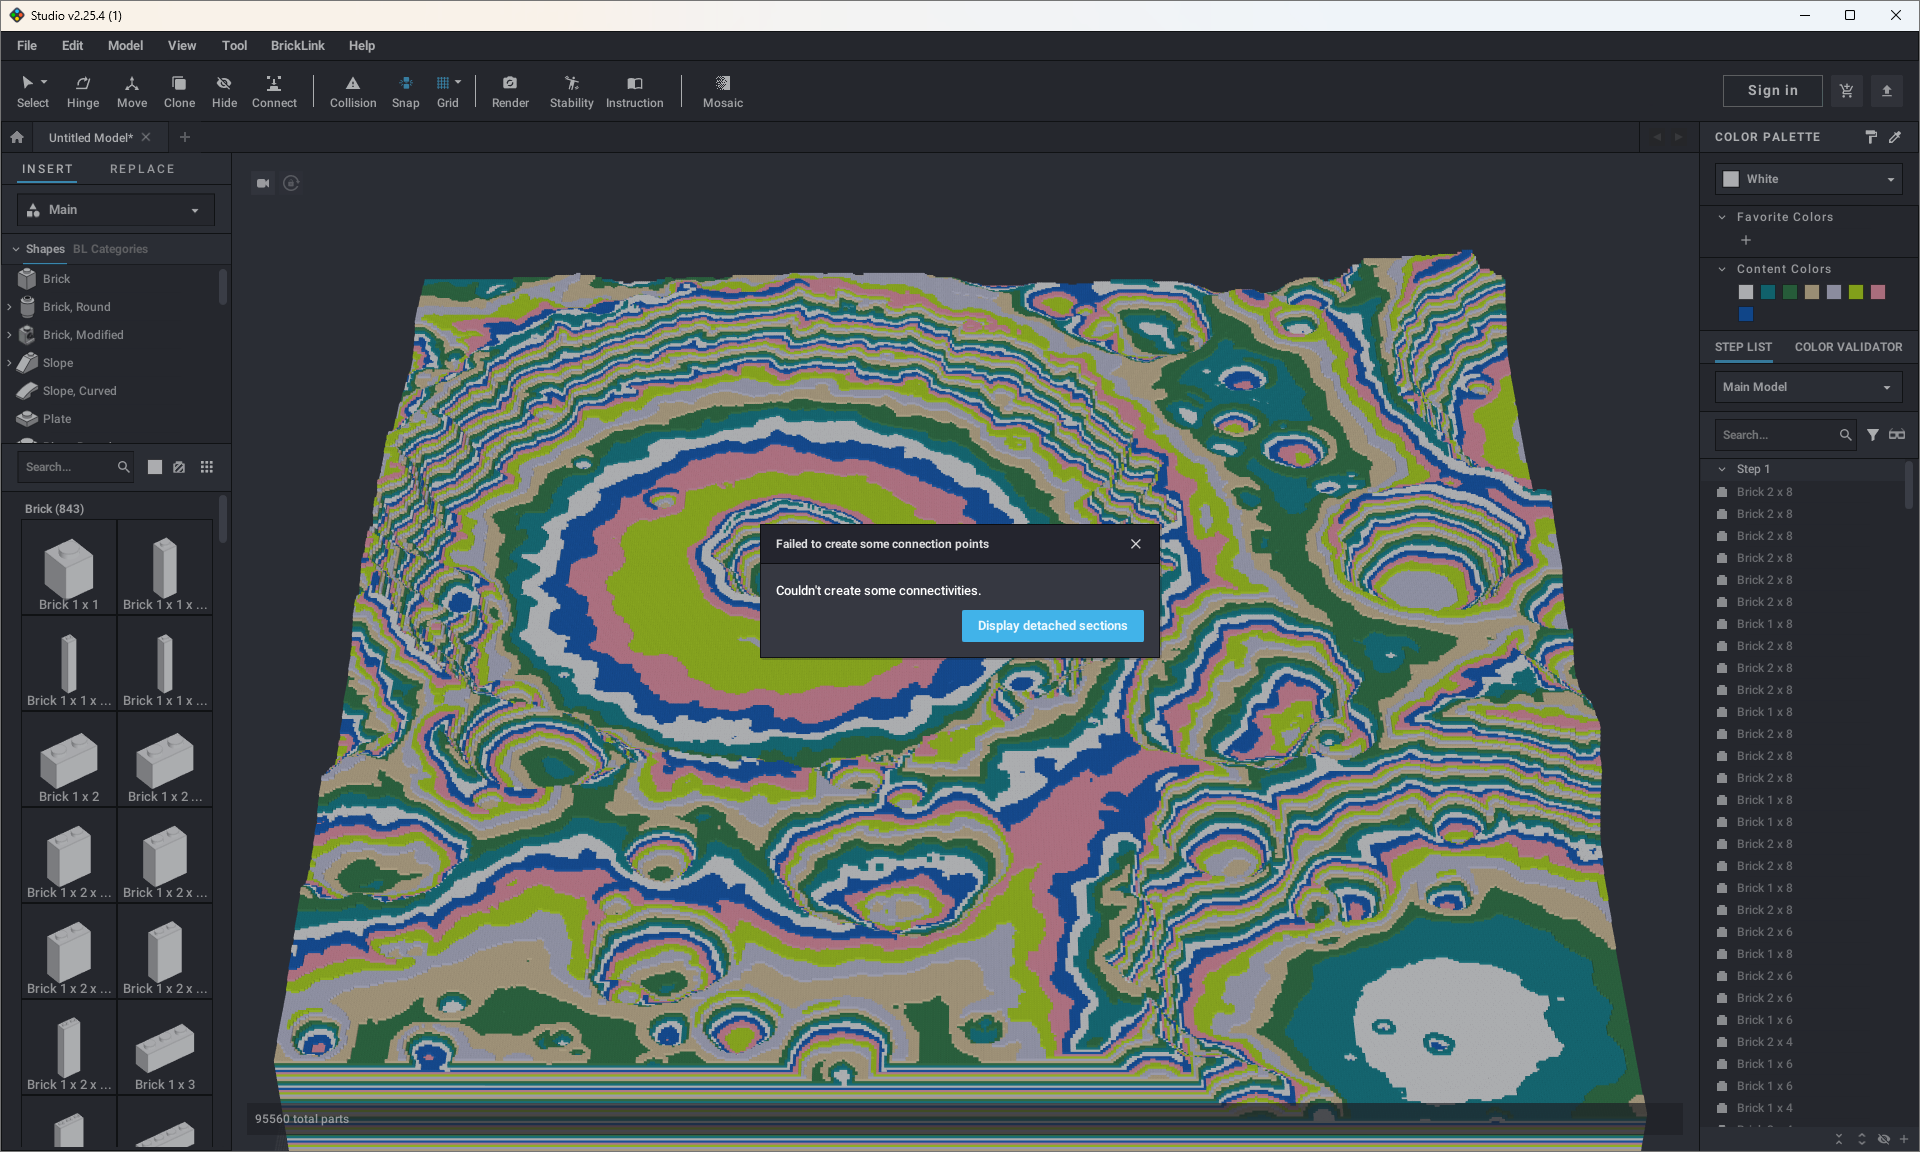 Studio v2.25.4 (1)
File Edit Model View Tool BrickLink Help
Select Hinge Move Clone Hide Connect Collision Snap Grid Render Stability Instruction Mosaic
Sign in
Untitled Model*
INSERT REPLACE
Main
Shapes BL Categories
Brick
Brick, Round
Brick, Modified
Slope
Slope, Curved
Plate
Search...
Brick (843)
Brick 1 x 1
Brick 1 x 1 x ...
Brick 1 x 1 x ...
Brick 1 x 1 x ...
Brick 1 x 2
Brick 1 x 2 ...
Brick 1 x 2 x ...
Brick 1 x 2 x ...
Brick 1 x 2 x ...
Brick 1 x 2 x ...
Brick 1 x 2 x ...
Brick 1 x 3
Failed to create some connection points
Couldn't create some connectivities.
Display detached sections
95560 total parts
COLOR PALETTE
White
Favorite Colors
Content Colors
STEP LIST COLOR VALIDATOR
Main Model
Search...
Step 1
Brick 2 x 8
Brick 2 x 8
Brick 2 x 8
Brick 2 x 8
Brick 2 x 8
Brick 2 x 8
Brick 1 x 8
Brick 2 x 8
Brick 2 x 8
Brick 2 x 8
Brick 1 x 8
Brick 2 x 8
Brick 2 x 8
Brick 2 x 8
Brick 1 x 8
Brick 1 x 8
Brick 2 x 8
Brick 2 x 8
Brick 1 x 8
Brick 2 x 8
Brick 2 x 6
Brick 1 x 8
Brick 2 x 6
Brick 2 x 6
Brick 1 x 6
Brick 2 x 4
Brick 1 x 6
Brick 1 x 6
Brick 1 x 4